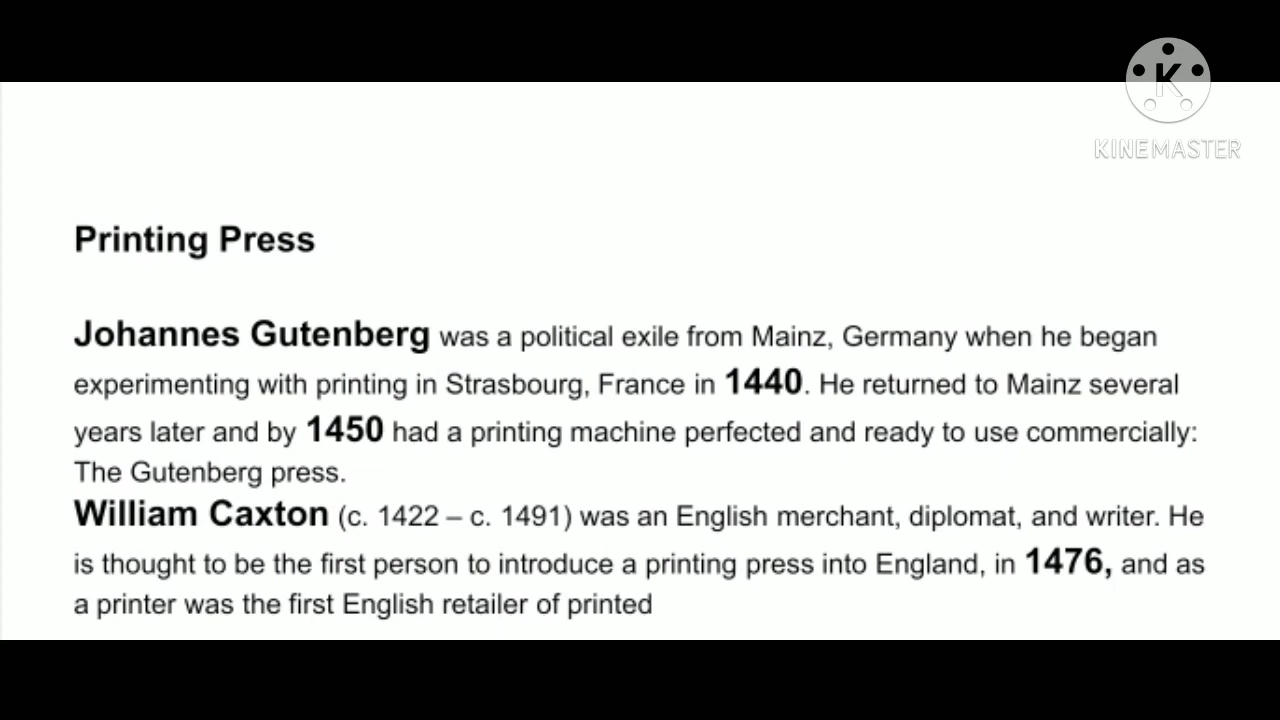 K
KINEMASTER
Printing Press
Johannes Gutenberg was a political exile from Mainz, Germany when he began
experimenting with printing in Strasbourg, France in 1440. He returned to Mainz several
years later and by 1450 had a printing machine perfected and ready to use commercially:
The Gutenberg press.
William Caxton (c. 1422 – c. 1491) was an English merchant, diplomat, and writer. He
is thought to be the first person to introduce a printing press into England, in 1476, and as
a printer was the first English retailer of printed